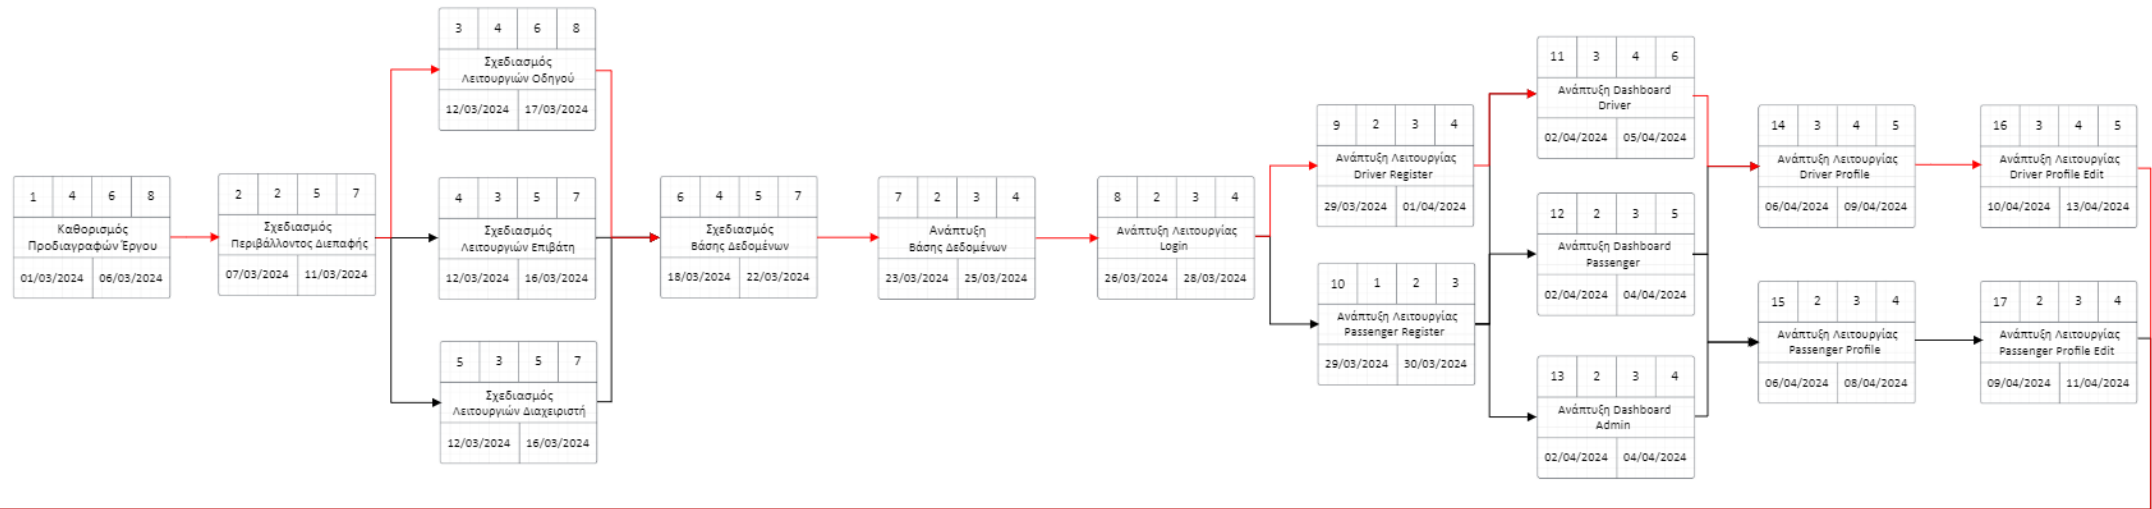 1 4 6 8
Καθορισμός
Προδιαγραφών Έργου
01/03/2024 06/03/2024
2 2 5 7
Σχεδιασμός
Περιβάλλοντος Διεπαφής
07/03/2024 11/03/2024
3 4 6 8
Σχεδιασμός
Λειτουργιών Οδηγού
12/03/2024 17/03/2024
4 3 5 7
Σχεδιασμός
Λειτουργιών Επιβάτη
12/03/2024 16/03/2024
5 3 5 7
Σχεδιασμός
Λειτουργιών Διαχειριστή
12/03/2024 16/03/2024
6 4 5 7
Σχεδιασμός
Βάσης Δεδομένων
18/03/2024 22/03/2024
7 2 3 4
Ανάπτυξη
Βάσης Δεδομένων
23/03/2024 25/03/2024
8 2 3 4
Ανάπτυξη Λειτουργίας
Login
26/03/2024 28/03/2024
9 2 3 4
Ανάπτυξη Λειτουργίας
Driver Register
29/03/2024 01/04/2024
10 1 2 3
Ανάπτυξη Λειτουργίας
Passenger Register
29/03/2024 30/03/2024
11 3 4 6
Ανάπτυξη Dashboard
Driver
02/04/2024 05/04/2024
12 2 3 5
Ανάπτυξη Dashboard
Passenger
02/04/2024 04/04/2024
13 2 3 4
Ανάπτυξη Dashboard
Admin
02/04/2024 04/04/2024
14 3 4 5
Ανάπτυξη Λειτουργίας
Driver Profile
06/04/2024 09/04/2024
15 2 3 4
Ανάπτυξη Λειτουργίας
Passenger Profile
06/04/2024 08/04/2024
16 3 4 5
Ανάπτυξη Λειτουργίας
Driver Profile Edit
10/04/2024 13/04/2024
17 2 3 4
Ανάπτυξη Λειτουργίας
Passenger Profile Edit
09/04/2024 11/04/2024